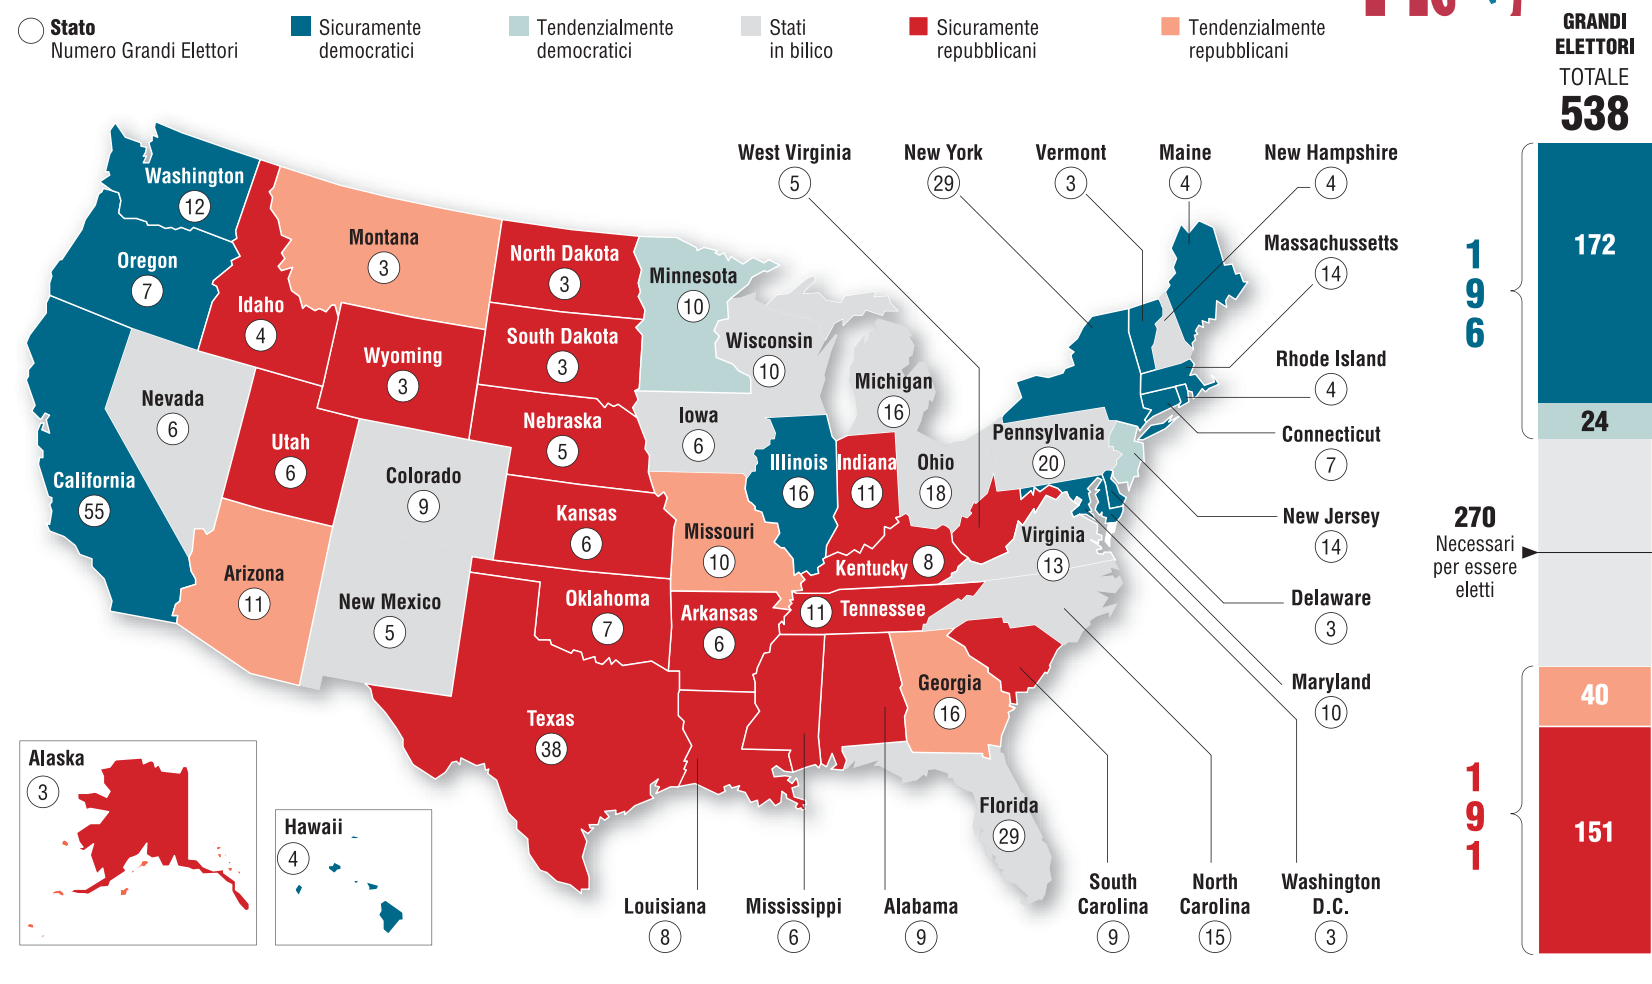 Stato
Numero Grandi Elettori
Sicuramente
democratici
Tendenzialmente
democratici
Stati
in bilico
Sicuramente
repubblicani
Tendenzialmente
repubblicani
GRANDI
ELETTORI
TOTALE
538
172
24
196
270
Necessari
per essere
eletti
40
151
191
West Virginia
5
New York
29
Vermont
3
Maine
4
New Hampshire
4
Massachussetts
14
Rhode Island
4
Connecticut
7
New Jersey
14
Delaware
3
Maryland
10
Washington
D.C.
3
North
Carolina
15
South
Carolina
9
Alabama
9
Mississippi
6
Louisiana
8
Washington
12
Oregon
7
California
55
Nevada
6
Idaho
4
Montana
3
Wyoming
3
Utah
6
Arizona
11
Colorado
9
New Mexico
5
North Dakota
3
South Dakota
3
Nebraska
5
Kansas
6
Oklahoma
7
Texas
38
Minnesota
10
Iowa
6
Missouri
10
Arkansas
6
Wisconsin
10
Illinois
16
Michigan
16
Indiana
11
Ohio
18
Kentucky 8
11 Tennessee
Pennsylvania
20
Virginia
13
Georgia
16
Florida
29
Alaska
3
Hawaii
4